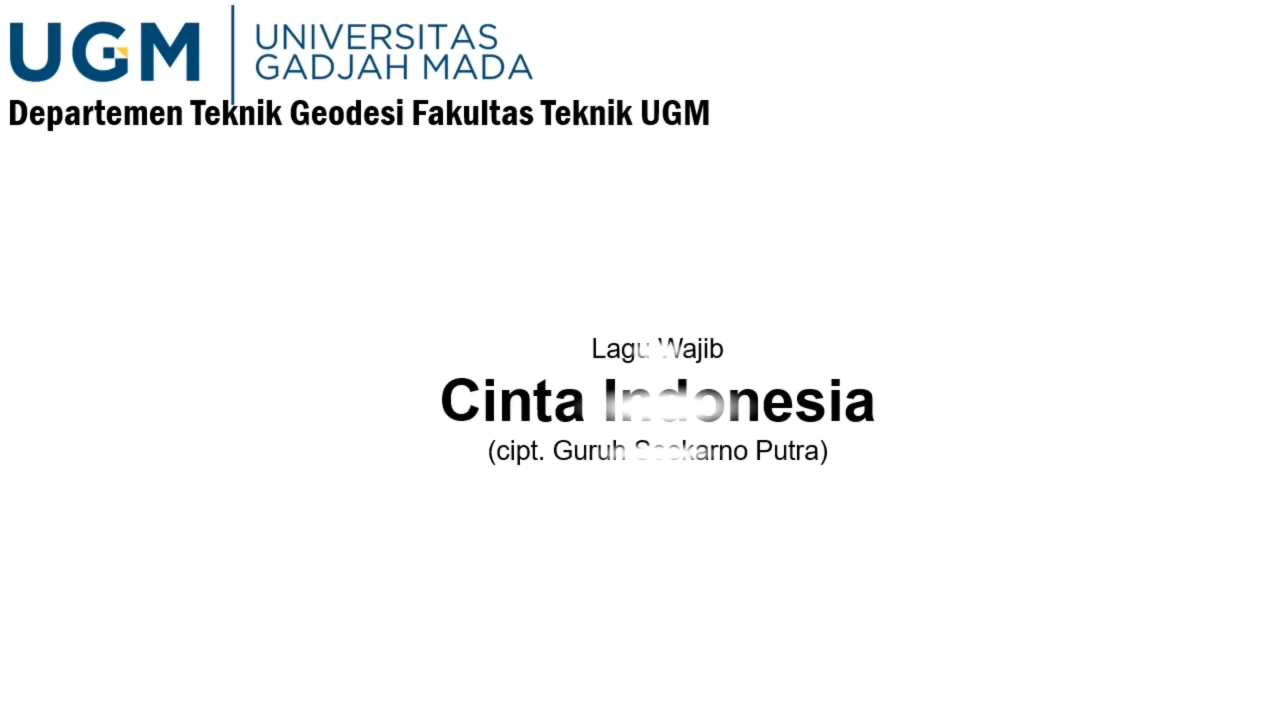 UGM
UNIVERSITAS
GADJAH MADA
Departemen Teknik Geodesi Fakultas Teknik UGM
Lagu Wajib
Cinta Indonesia
(cipt. Guruh Soekarno Putra)